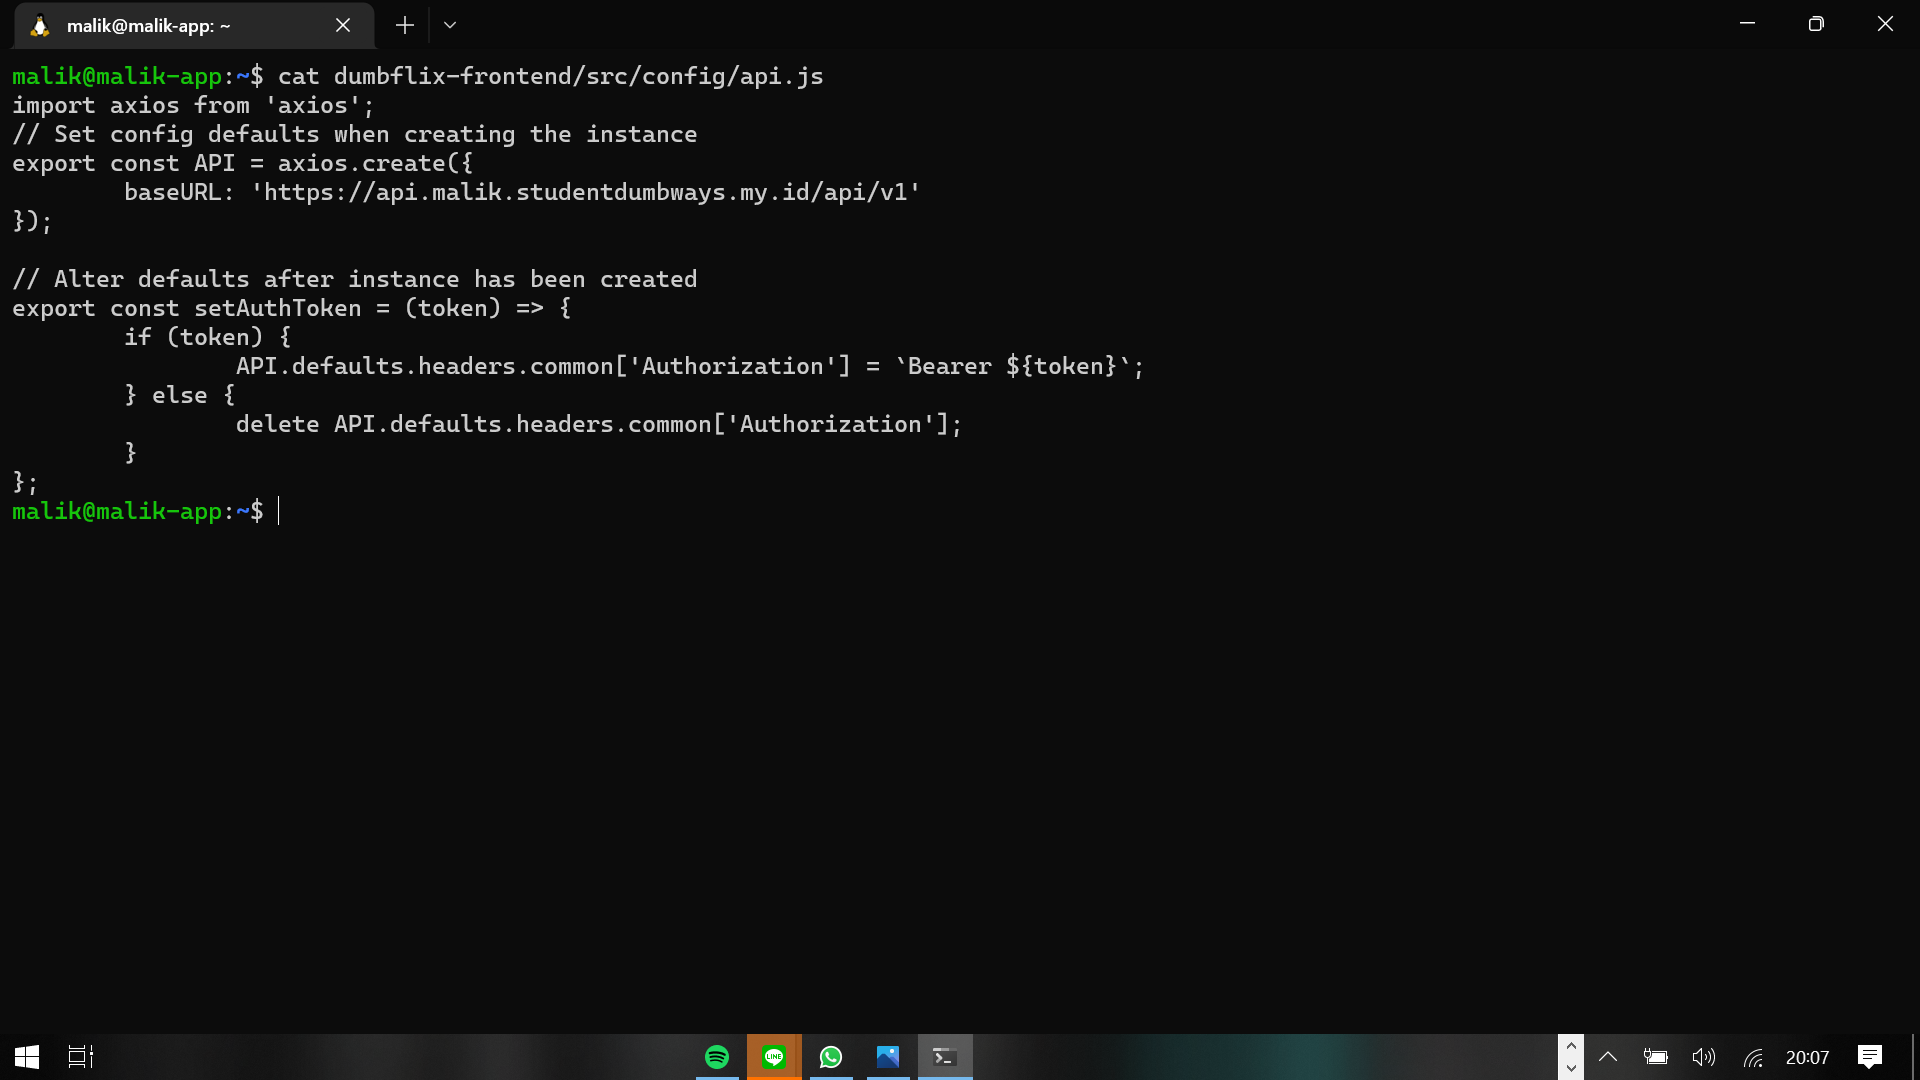 malik@malik-app: ~
malik@malik-app:~$ cat dumbflix-frontend/src/config/api.js
import axios from 'axios';
// Set config defaults when creating the instance
export const API = axios.create({
        baseURL: 'https://api.malik.studentdumbways.my.id/api/v1'
});

// Alter defaults after instance has been created
export const setAuthToken = (token) => {
        if (token) {
                API.defaults.headers.common['Authorization'] = `Bearer ${token}`;
        } else {
                delete API.defaults.headers.common['Authorization'];
        }
};
malik@malik-app:~$
LINE
20:07